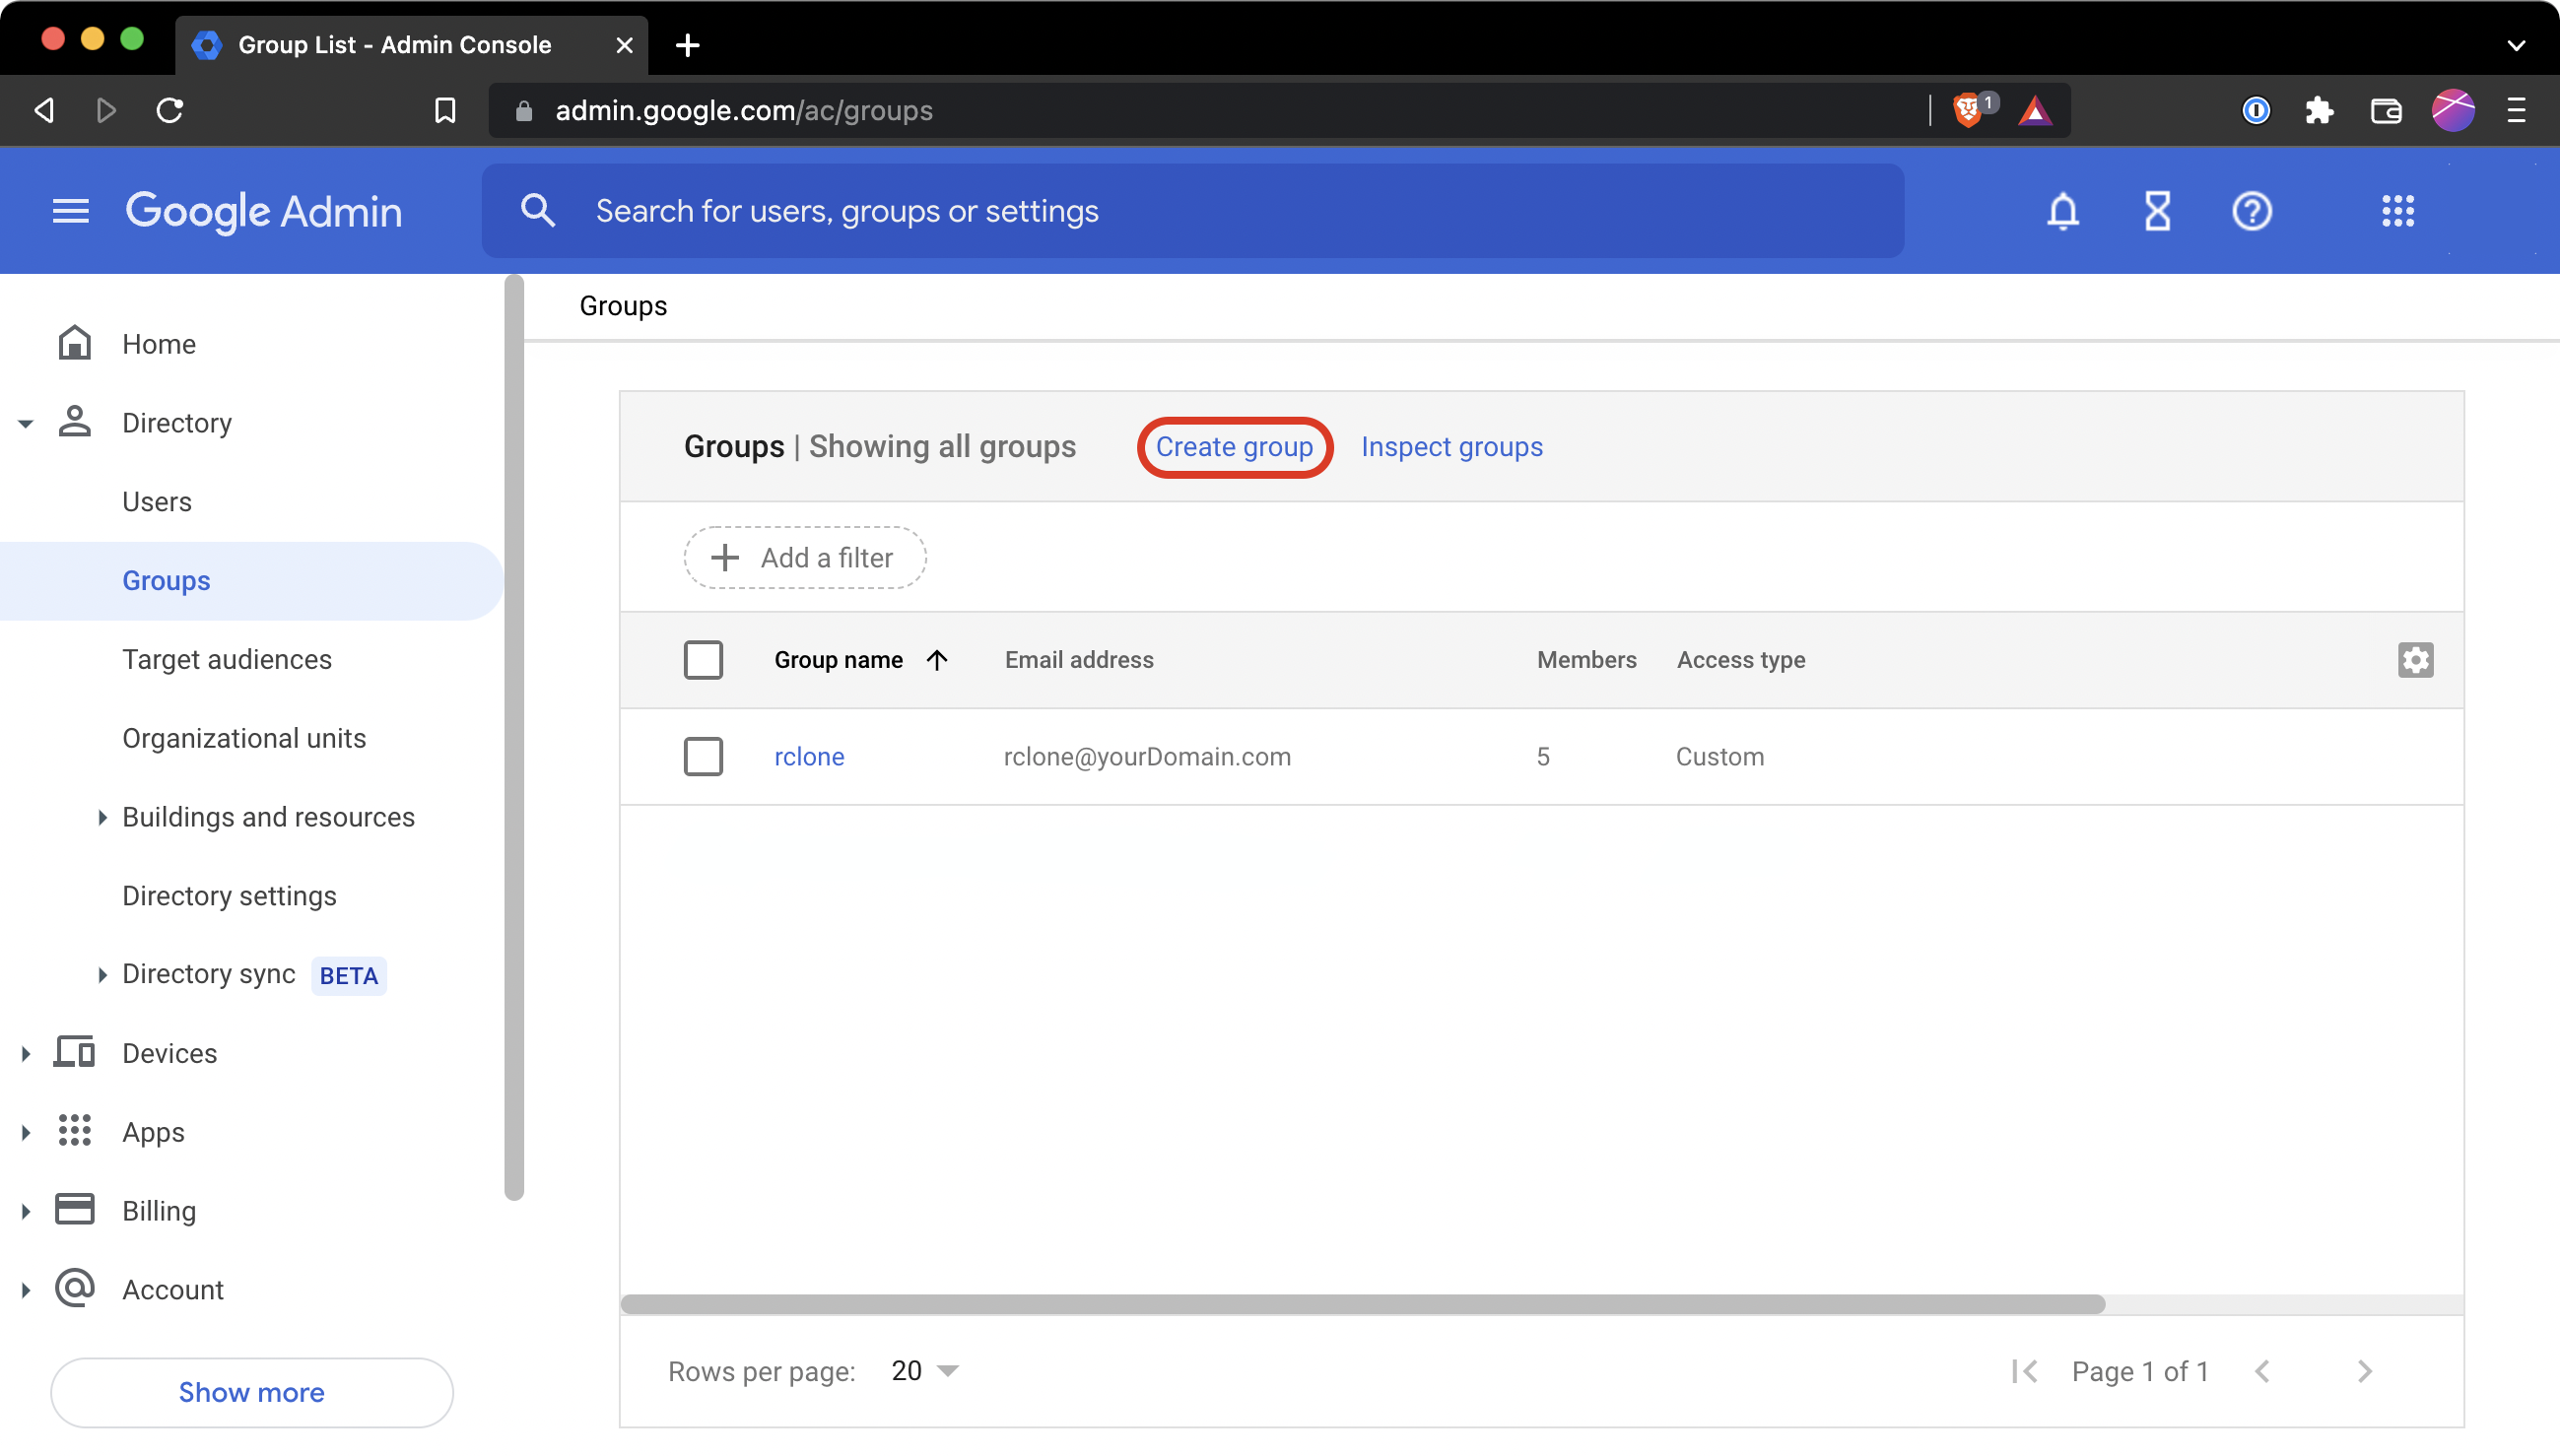 Group List - Admin Console
admin.google.com/ac/groups
1
Google Admin
Search for users, groups or settings
Home
Directory
Users
Groups
Target audiences
Organizational units
Buildings and resources
Directory settings
Directory sync BETA
Devices
Apps
Billing
Account
Show more
Groups
Groups | Showing all groups Create group Inspect groups
Add a filter
Group name Email address Members Access type
rclone rclone@yourDomain.com 5 Custom
Rows per page: 20 Page 1 of 1